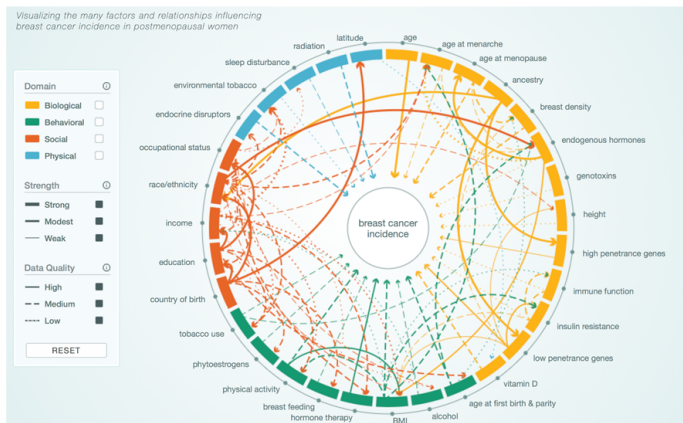 Visualizing the many factors and relationships influencing
breast cancer incidence in postmenopausal women
Domain
Biological
Behavioral
Social
Physical
Strength
Strong
Modest
Weak
Data Quality
High
Medium
Low
RESET
latitude
radiation
sleep disturbance
environmental tobacco
endocrine disruptors
occupational status
race/ethnicity
income
education
country of birth
tobacco use
phytoestrogens
physical activity
breast feeding
hormone therapy
BMI
alcohol
age at first birth & parity
vitamin D
low penetrance genes
insulin resistance
immune function
high penetrance genes
height
genotoxins
endogenous hormones
breast density
ancestry
age at menopause
age at menarche
age
breast cancer
incidence